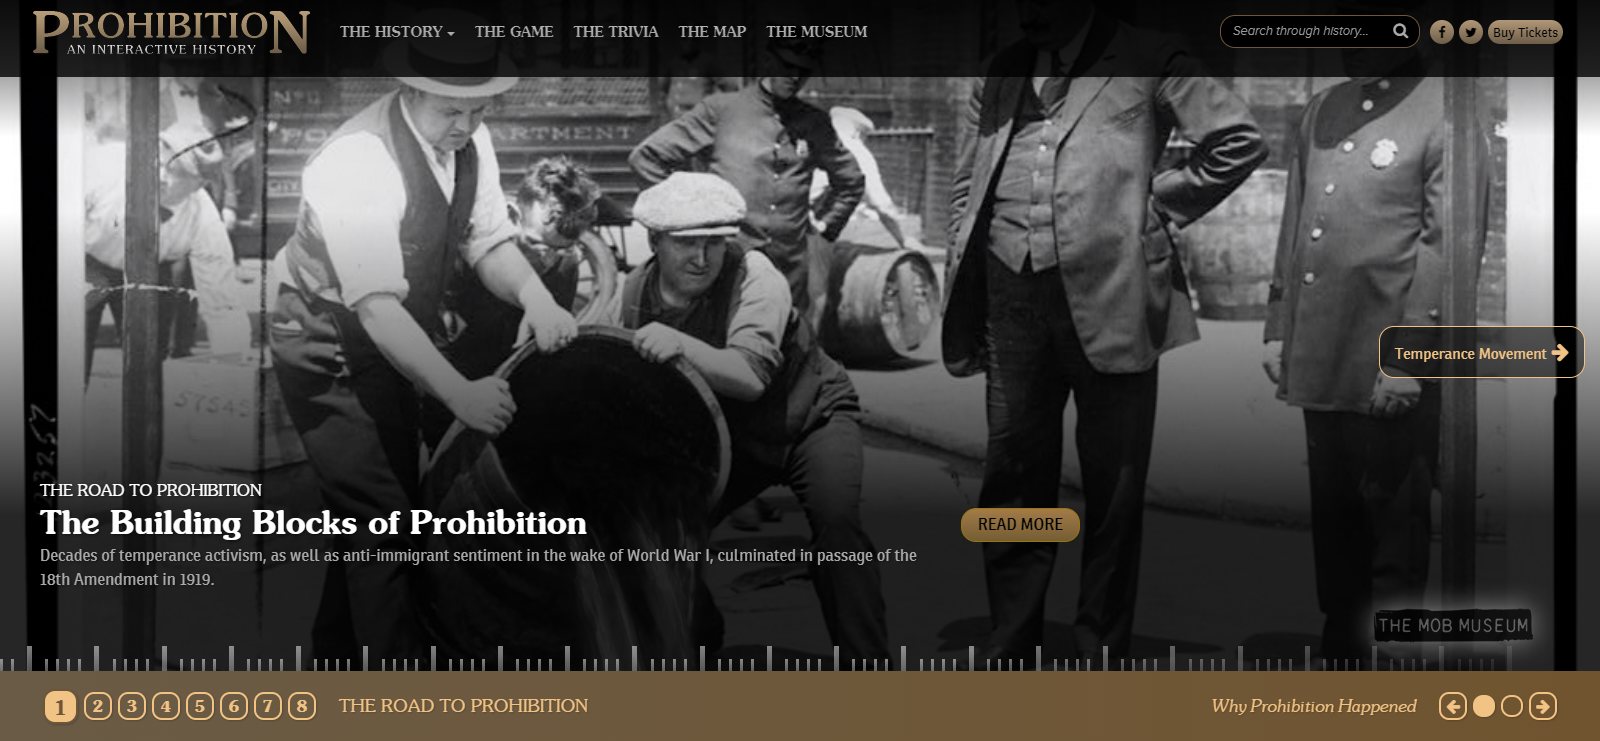 PROHIBITION
AN INTERACTIVE HISTORY
THE HISTORY
THE GAME
THE TRIVIA
THE MAP
THE MUSEUM
Search through history...
Buy Tickets
No
ARTMENT
57545
Temperance Movement
THE ROAD TO PROHIBITION
The Building Blocks of Prohibition
READ MORE
Decades of temperance activism, as well as anti-immigrant sentiment in the wake of World War I, culminated in passage of the
18th Amendment in 1919.
THE MOB MUSEUM
1 2 3 4 5 6 7 8
THE ROAD TO PROHIBITION
Why Prohibition Happened